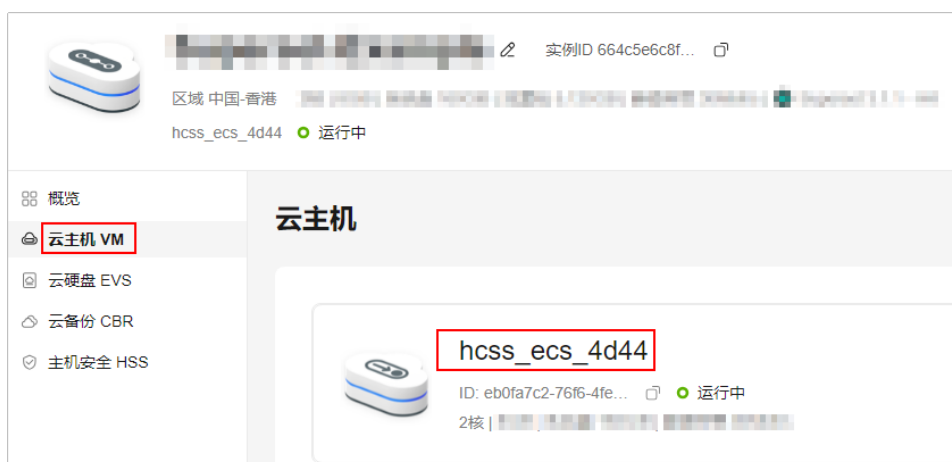 实例ID 664c5e6c8f...
区域 中国-香港
hcss_ecs_4d44 运行中
概览
云主机 VM
云硬盘 EVS
云备份 CBR
主机安全 HSS
云主机
hcss_ecs_4d44
ID: eb0fa7c2-76f6-4fe... 运行中
2核 |